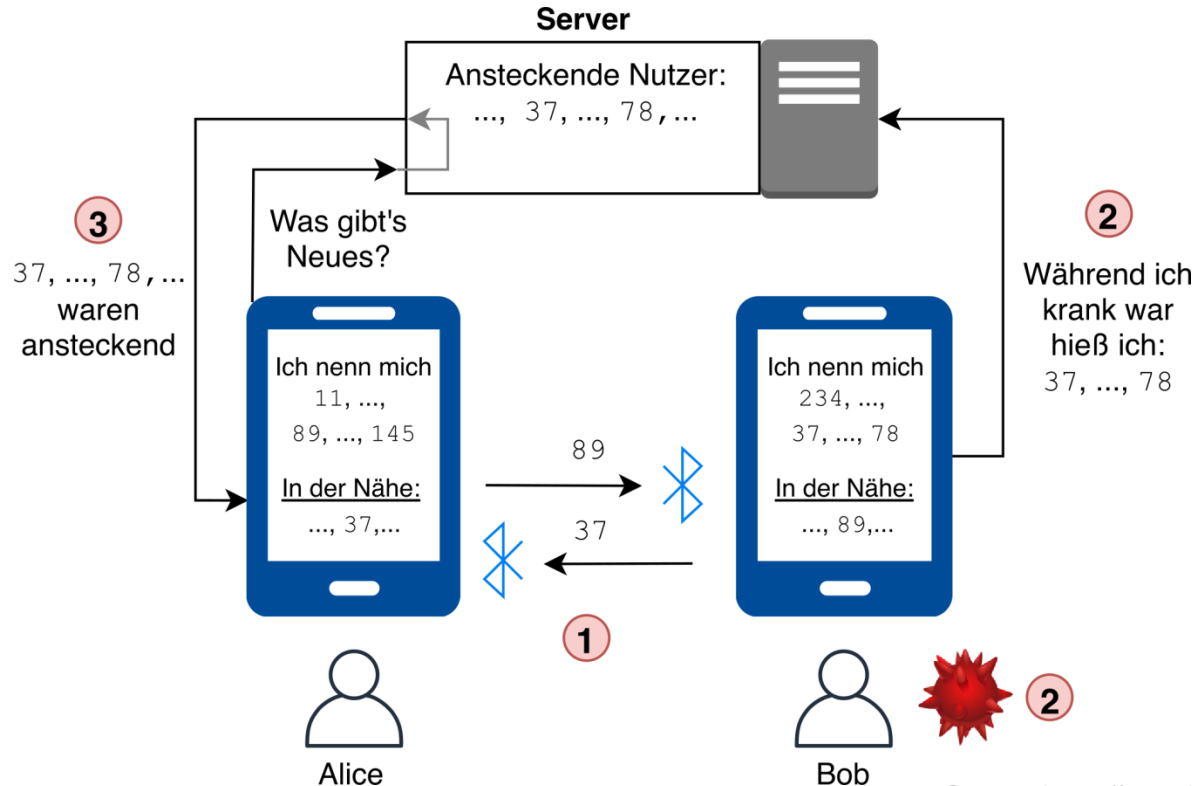 Server
Ansteckende Nutzer:
..., 37, ..., 78,...
3
37, ..., 78,...
waren
ansteckend
Was gibt's
Neues?
2
Während ich
krank war
hieß ich:
37, ..., 78
Ich nenn mich
11, ...,
89, ..., 145
In der Nähe:
..., 37,...
89
37
1
Ich nenn mich
234, ...,
37, ..., 78
In der Nähe:
..., 89,...
2
Alice
Bob